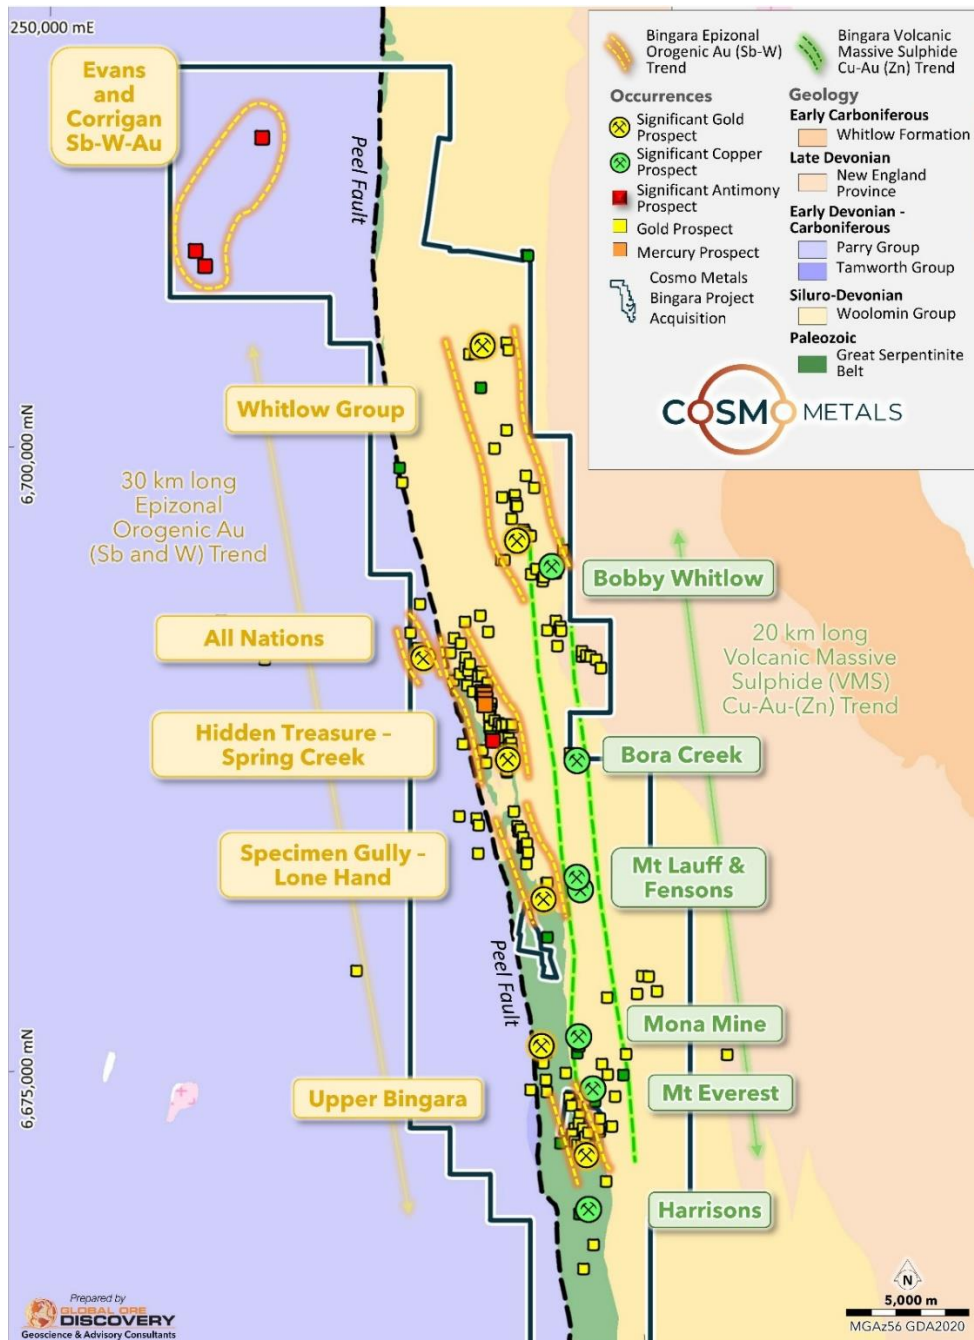 250,000 mE
Evans
and
Corrigan
Sb-W-Au
Peel Fault
Bingara Epizonal
Orogenic Au (Sb-W)
Trend
Bingara Volcanic
Massive Sulphide
Cu-Au (Zn) Trend
Occurrences
Significant Gold
Prospect
Significant Copper
Prospect
Significant Antimony
Prospect
Gold Prospect
Mercury Prospect
Cosmo Metals
Bingara Project
Acquisition
Geology
Early Carboniferous
Whitlow Formation
Late Devonian
New England
Province
Early Devonian -
Carboniferous
Parry Group
Tamworth Group
Siluro-Devonian
Woolomin Group
Paleozoic
Great Serpentinite
Belt
COSMO METALS
Whitlow Group
6,700,000 mN
30 km long
Epizonal
Orogenic Au
(Sb and W) Trend
Bobby Whitlow
All Nations
20 km long
Volcanic Massive
Sulphide (VMS)
Cu-Au-(Zn) Trend
Hidden Treasure –
Spring Creek
Bora Creek
Specimen Gully –
Lone Hand
Mt Lauff &
Fensons
Peel Fault
Mona Mine
6,675,000 mN
Upper Bingara
Mt Everest
Harrisons
N
5,000 m
MGAz56 GDA2020
Prepared by
GLOBAL ORE
DISCOVERY
Geoscience & Advisory Consultants